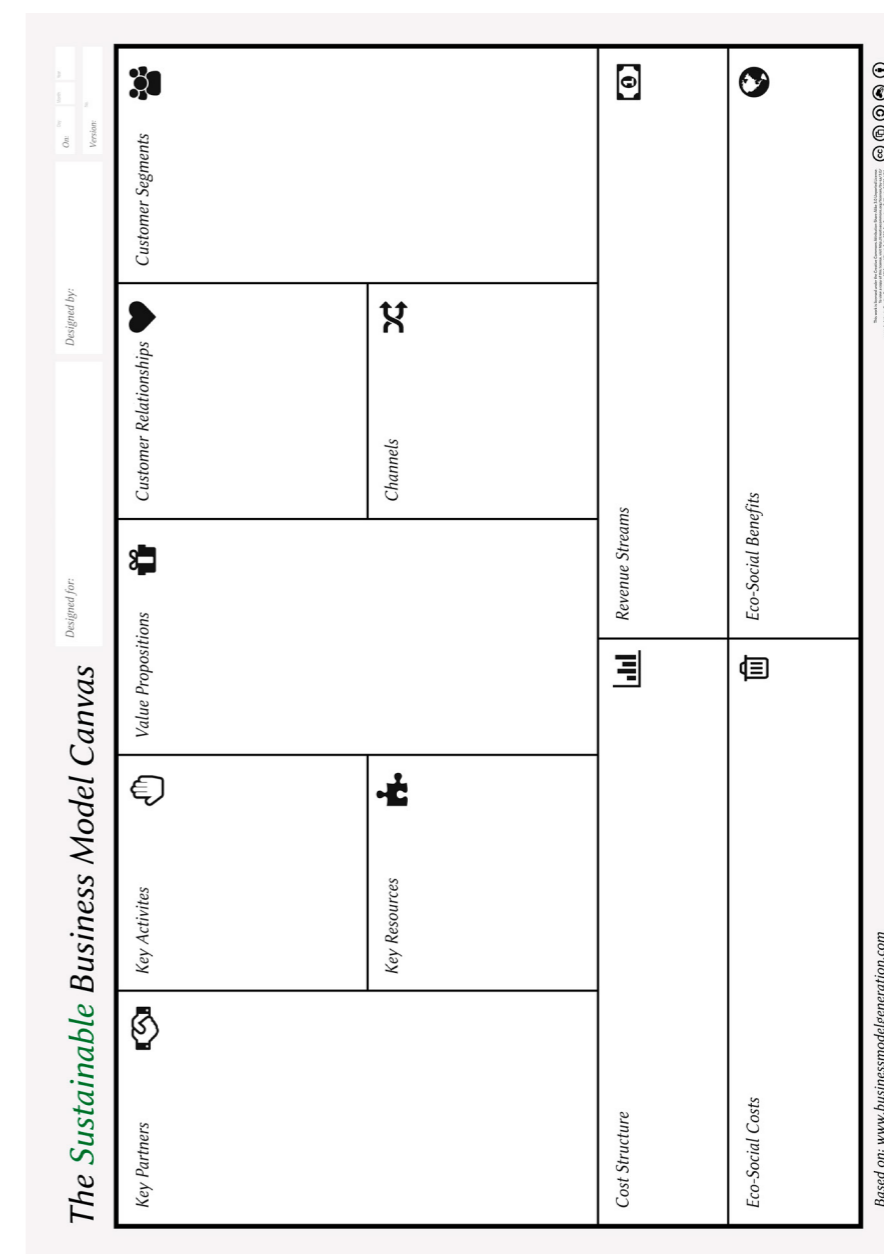 The Sustainable Business Model Canvas
Designed for:
Designed by:
On:
Version:
Key Partners
Key Activites
Key Resources
Value Propositions
Customer Relationships
Channels
Customer Segments
Cost Structure
Revenue Streams
Eco-Social Costs
Eco-Social Benefits
Based on: www.businessmodelgeneration.com